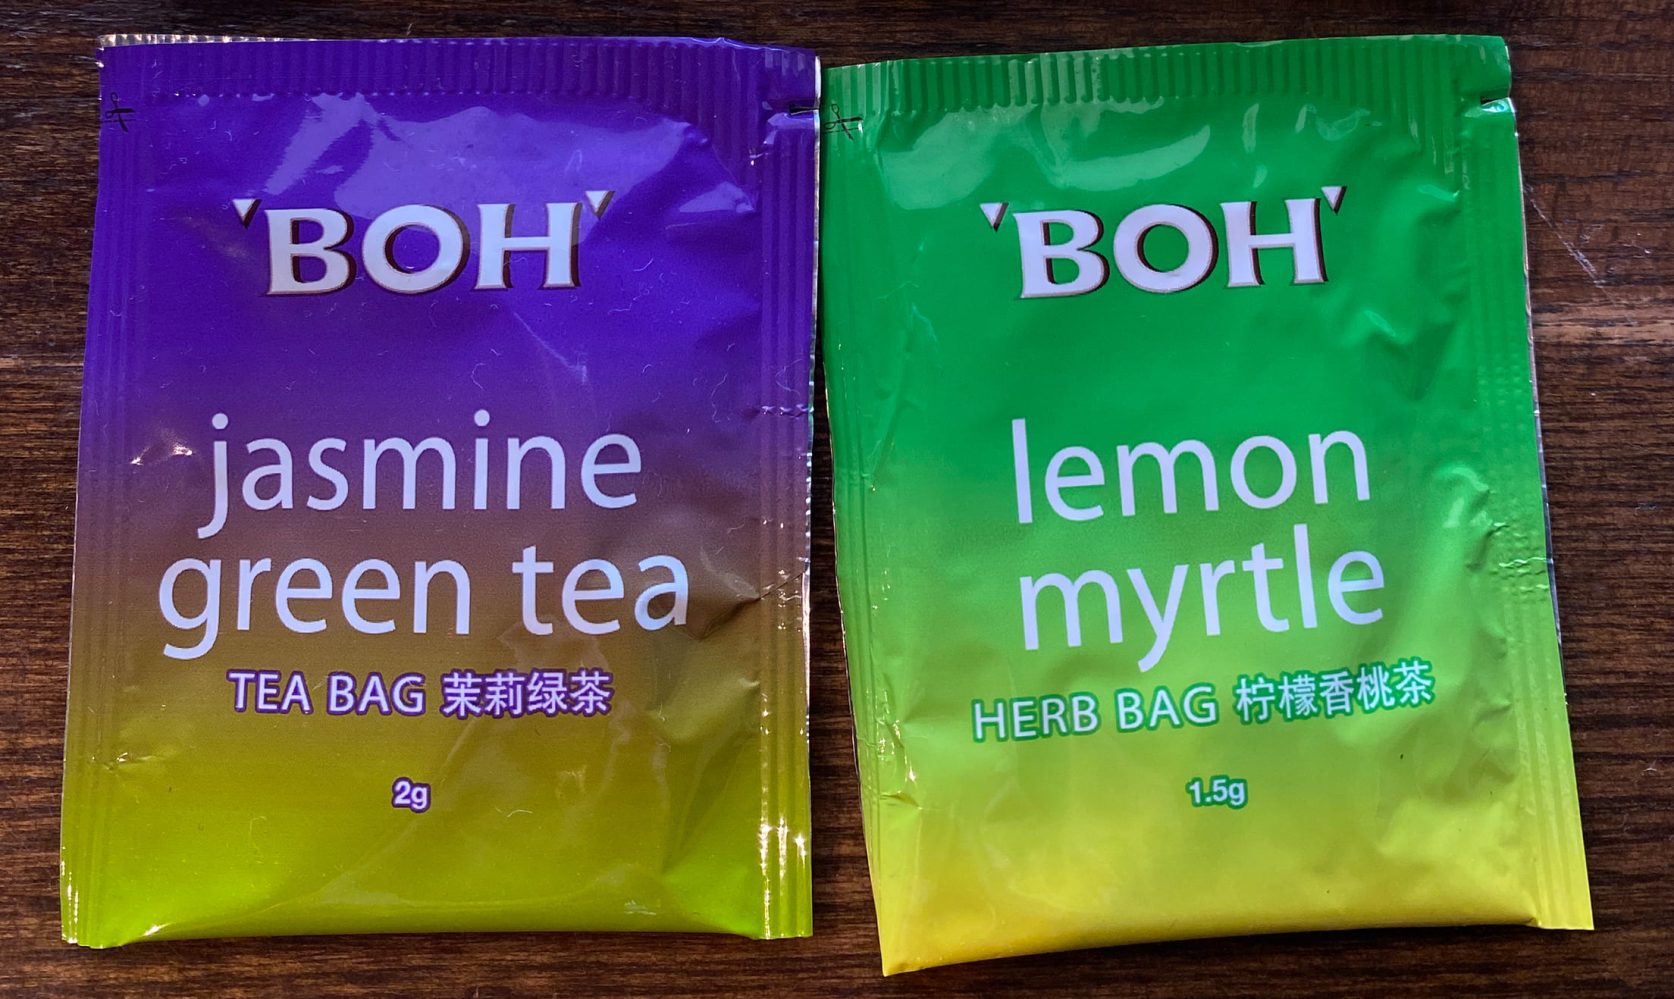 'BOH'
jasmine
green tea
TEA BAG 茉莉绿茶
2g
'BOH'
lemon
myrtle
HERB BAG 柠檬香桃茶
1.5g